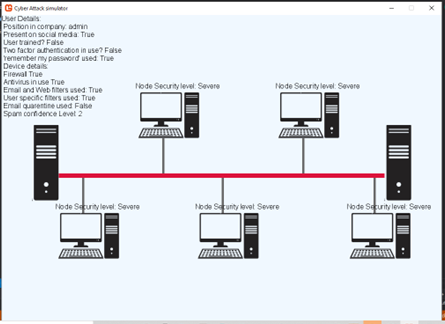 Cyber Attack simulator
User Details:
Position in company: admin
Present on social media: True
User trained? False
Two factor authentication in use? False
'remember my password' used: True
Device details:
Firewall True
Antivirus in use True
Email and Web filters used: True
User specific filters used: True
Email quarentine used: False
Spam confidence Level: 2
Node Security level: Severe
Node Security level: Severe
Node Security level: Severe
Node Security level: Severe
Node Security level: Severe